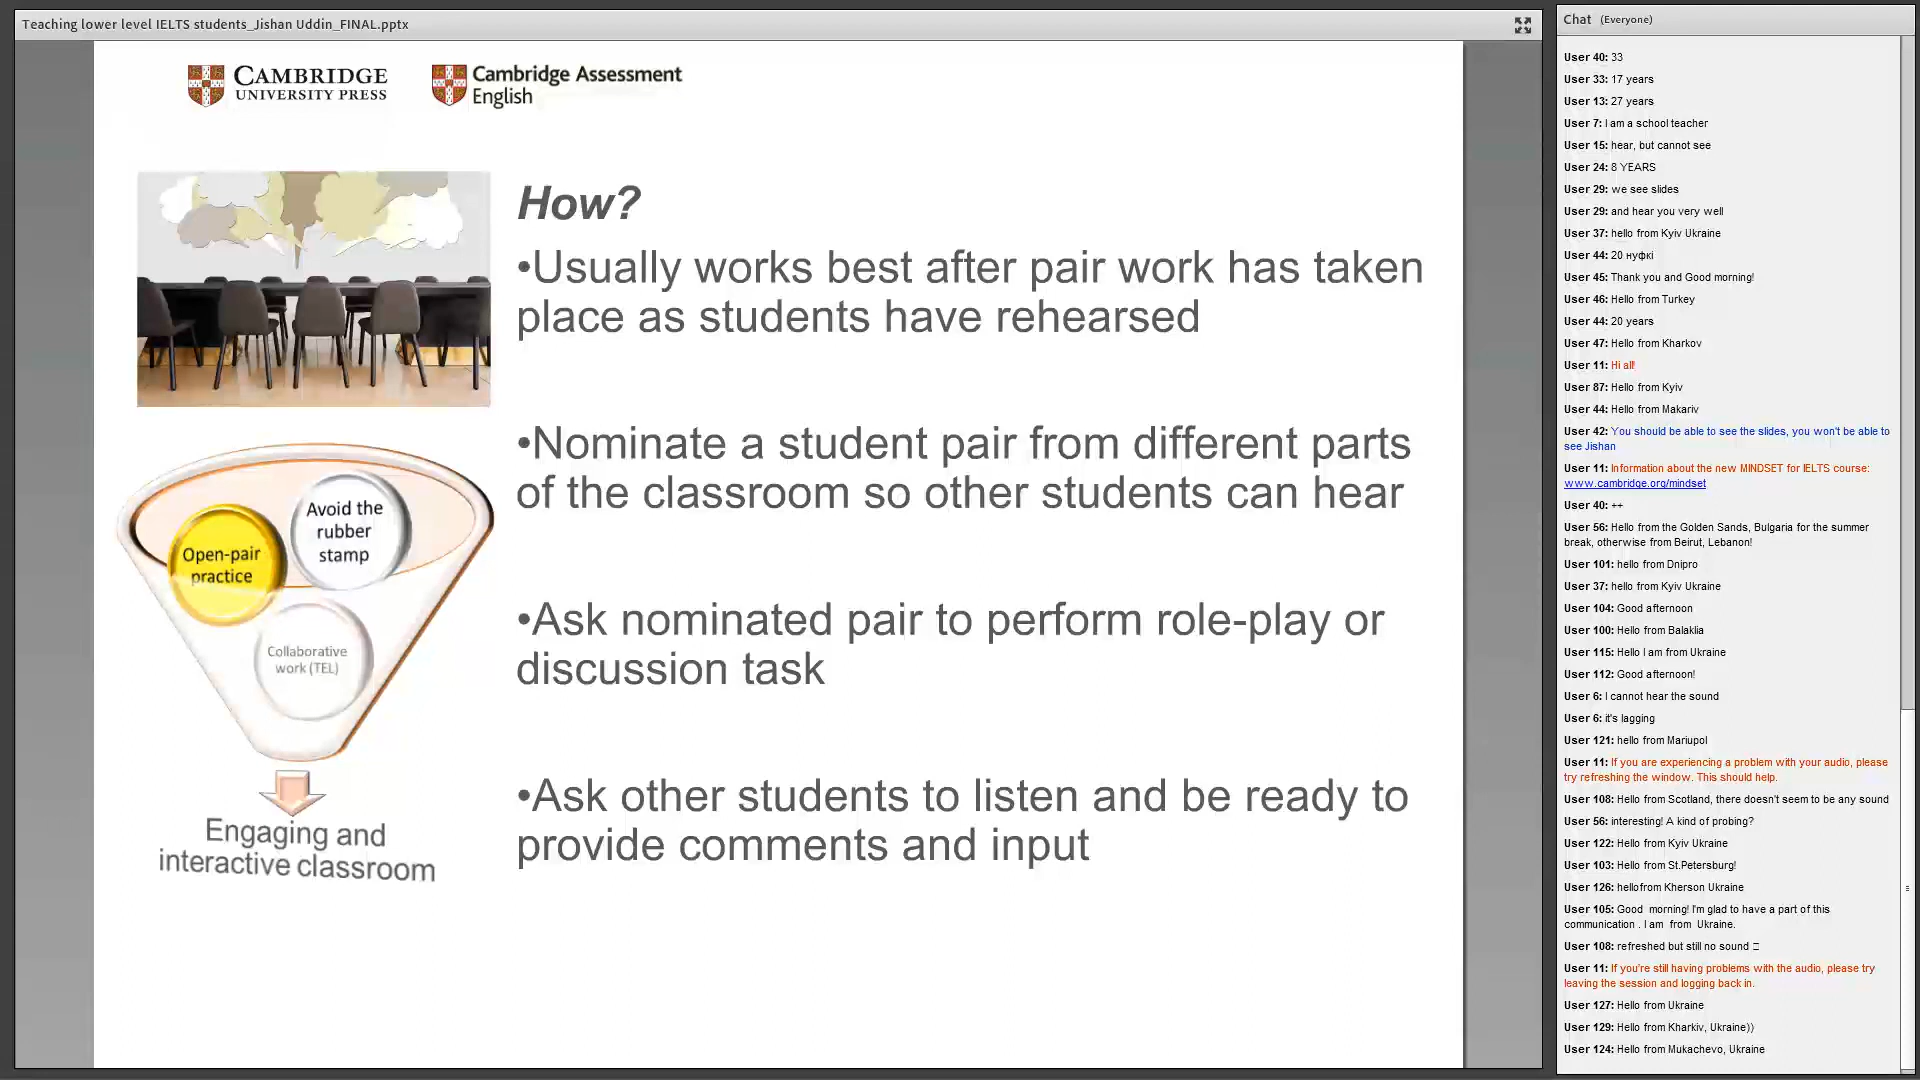 Teaching lower level IELTS students_Jishan Uddin_FINAL.pptx
CAMBRIDGE
UNIVERSITY PRESS
Cambridge Assessment
English
How?
•Usually works best after pair work has taken
place as students have rehearsed
•Nominate a student pair from different parts
of the classroom so other students can hear
•Ask nominated pair to perform role-play or
discussion task
•Ask other students to listen and be ready to
provide comments and input
Avoid the
rubber
stamp
Open-pair
practice
Collaborative
work (TEL)
Engaging and
interactive classroom
Chat (Everyone)
User 40: 33
User 33: 17 years
User 13: 27 years
User 7: I am a school teacher
User 15: hear, but cannot see
User 24: 8 YEARS
User 29: we see slides
User 29: and hear you very well
User 37: hello from Kyiv Ukraine
User 44: 20 нуфкі
User 45: Thank you and Good morning!
User 46: Hello from Turkey
User 44: 20 years
User 47: Hello from Kharkov
User 11: Hi all!
User 87: Hello from Kyiv
User 44: Hello from Makariv
User 42: You should be able to see the slides, you won't be able to
see Jishan
User 11: Information about the new MINDSET for IELTS course:
www.cambridge.org/mindset
User 40: ++
User 56: Hello from the Golden Sands, Bulgaria for the summer
break, otherwise from Beirut, Lebanon!
User 101: hello from Dnipro
User 37: hello from Kyiv Ukraine
User 104: Good afternoon
User 100: Hello from Balaklia
User 115: Hello I am from Ukraine
User 112: Good afternoon!
User 6: I cannot hear the sound
User 6: it's lagging
User 121: hello from Mariupol
User 11: If you are experiencing a problem with your audio, please
try refreshing the window. This should help.
User 108: Hello from Scotland, there doesn't seem to be any sound
User 56: interesting! A kind of probing?
User 122: Hello from Kyiv Ukraine
User 103: Hello from St.Petersburg!
User 126: hellofrom Kherson Ukraine
User 105: Good  morning! I'm glad to have a part of this
communication . I am  from  Ukraine.
User 108: refreshed but still no sound
User 11: If you're still having problems with the audio, please try
leaving the session and logging back in.
User 127: Hello from Ukraine
User 129: Hello from Kharkiv, Ukraine))
User 124: Hello from Mukachevo, Ukraine